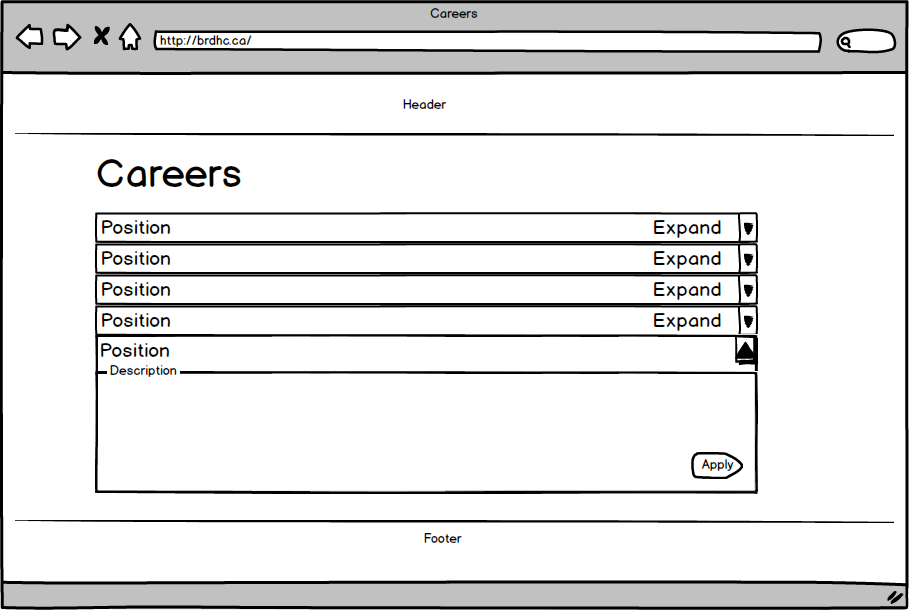 Careers
http://brdhc.ca/
Header
Careers
Position Expand
Position Expand
Position Expand
Position Expand
Position
Description
Apply
Footer